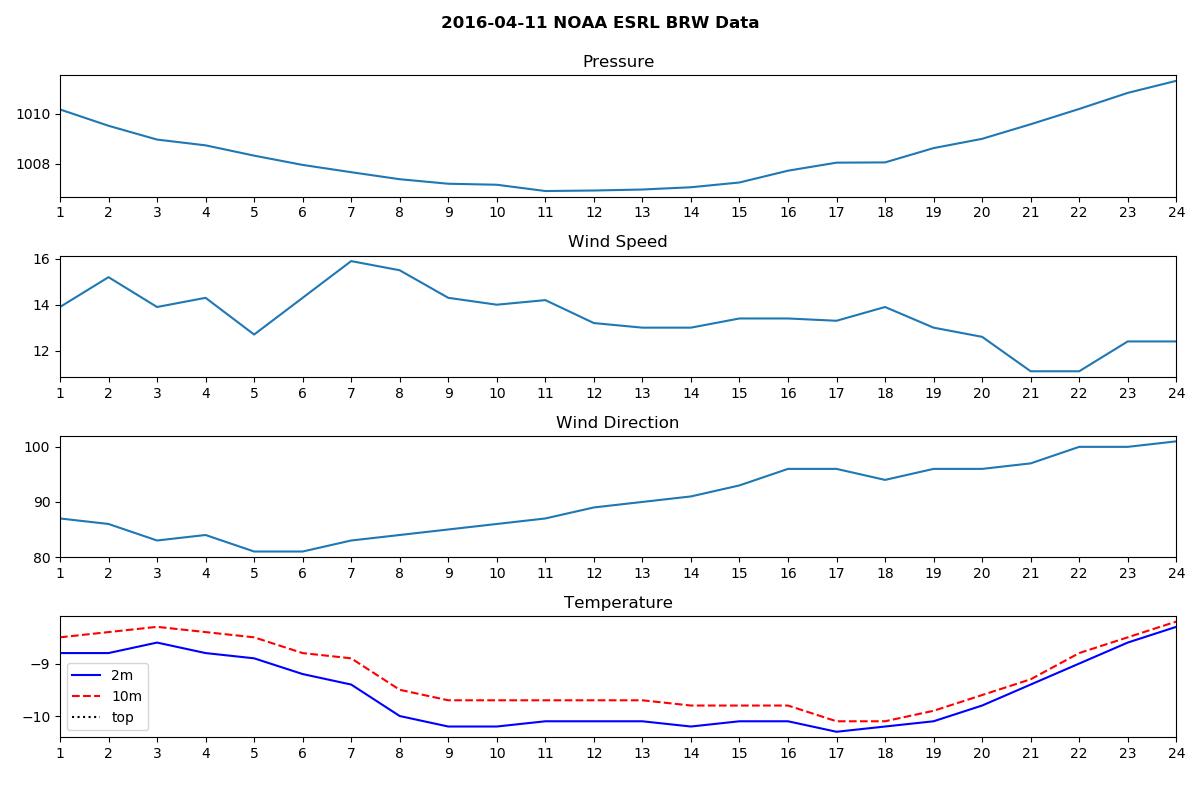 2016-04-11 NOAA ESRL BRW Data
Pressure
1010
1008
1 2 3 4 5 6 7 8 9 10 11 12 13 14 15 16 17 18 19 20 21 22 23 24
Wind Speed
16
14
12
1 2 3 4 5 6 7 8 9 10 11 12 13 14 15 16 17 18 19 20 21 22 23 24
Wind Direction
100
90
80
1 2 3 4 5 6 7 8 9 10 11 12 13 14 15 16 17 18 19 20 21 22 23 24
Temperature
−9
2m
10m
−10
top
1 2 3 4 5 6 7 8 9 10 11 12 13 14 15 16 17 18 19 20 21 22 23 24